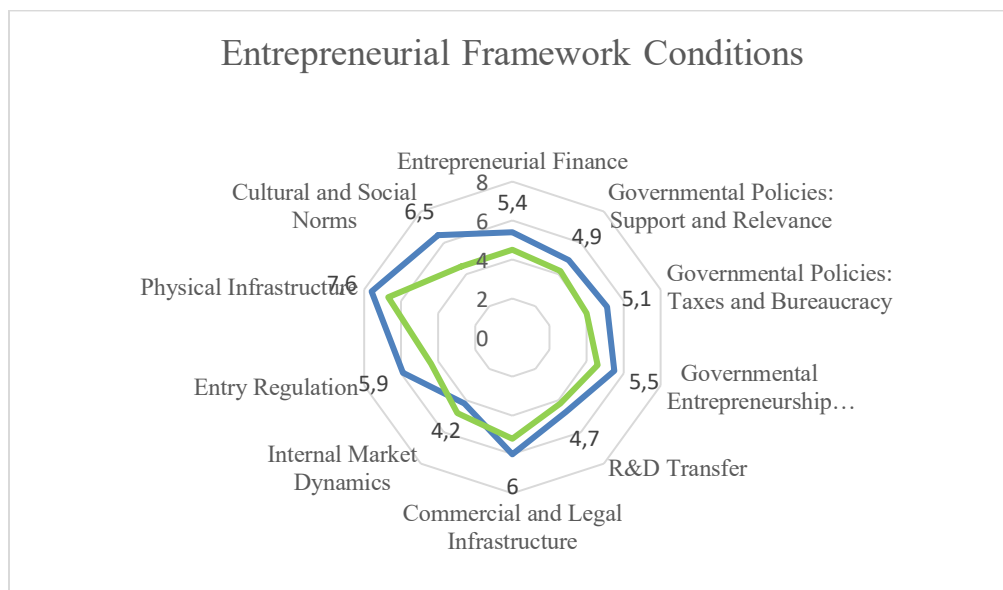 Entrepreneurial Framework Conditions
Entrepreneurial Finance
8
5,4
Governmental Policies:
Support and Relevance
4,9
Governmental Policies:
Taxes and Bureaucracy
5,1
Governmental
Entrepreneurship…
5,5
R&D Transfer
4,7
6
Commercial and Legal
Infrastructure
Internal Market
Dynamics
4,2
Entry Regulation
5,9
Physical Infrastructure
7,6
Cultural and Social
Norms
6,5
6
4
2
0